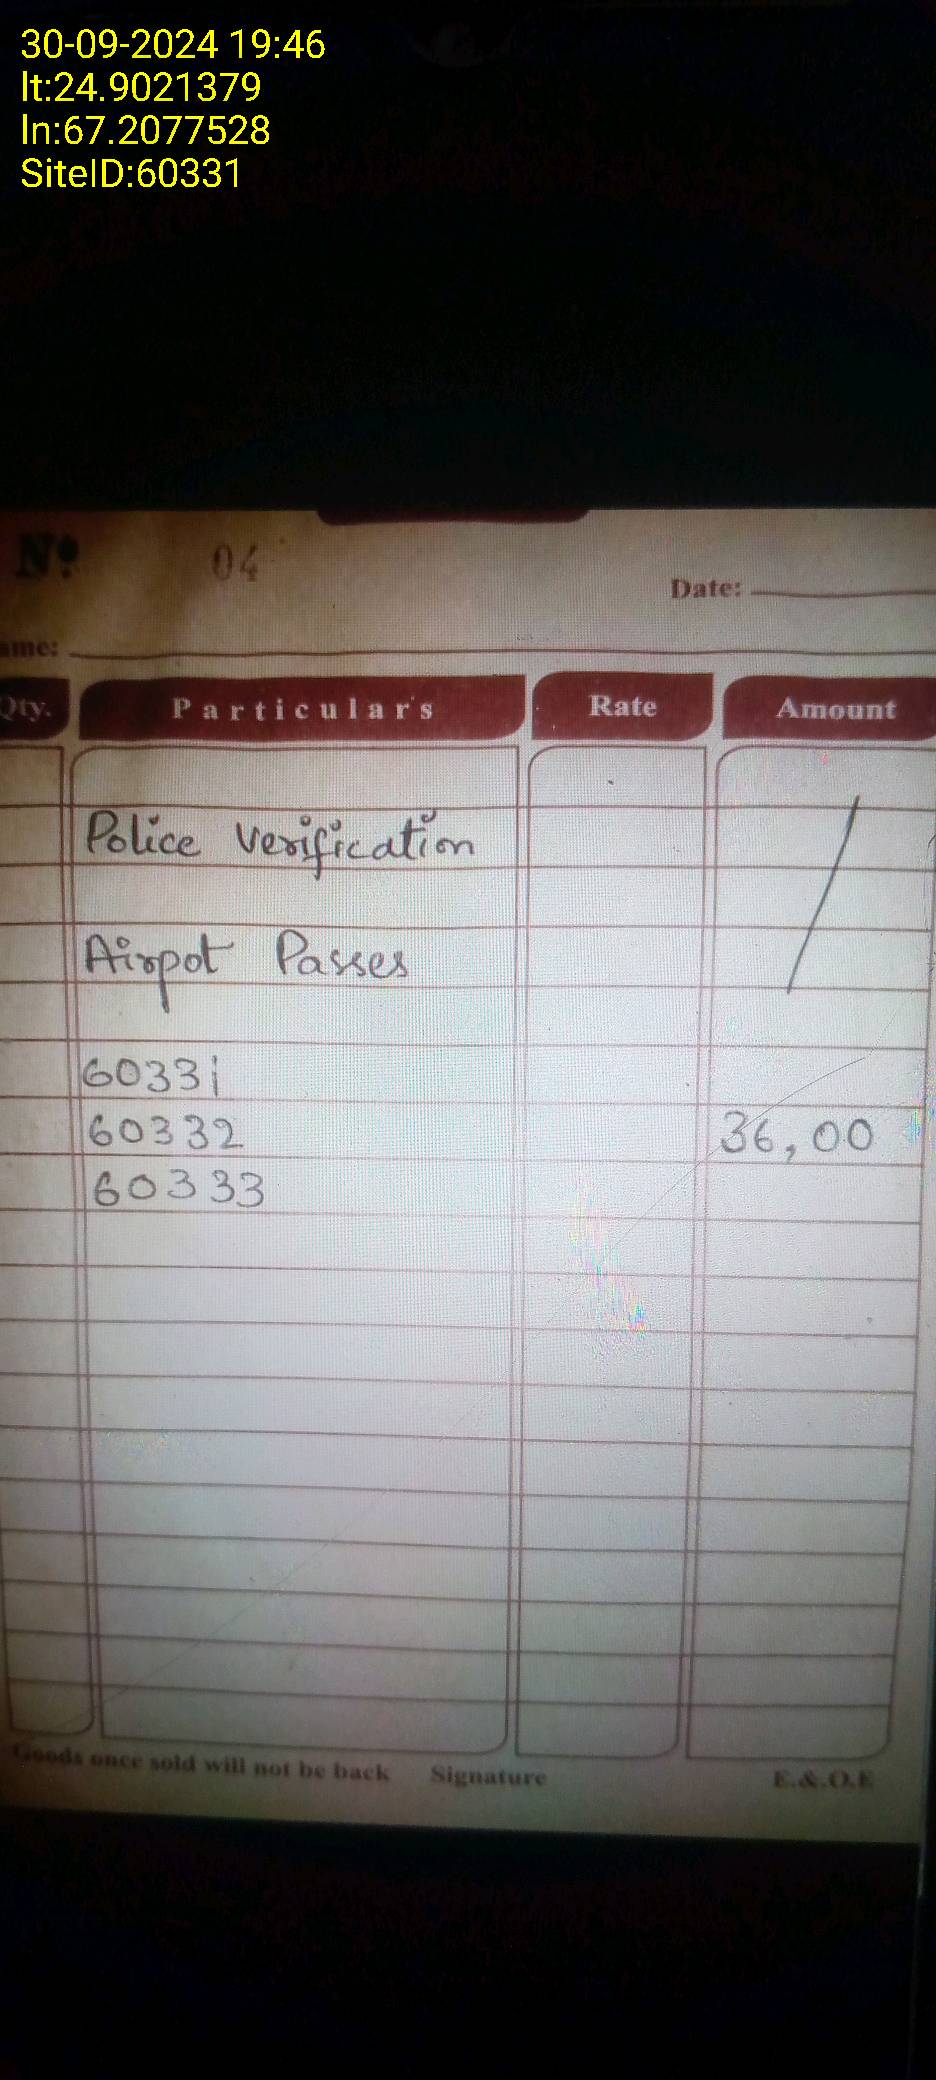 30-09-2024 19:46
lt:24.9021379
ln:67.2077528
SiteID:60331
Nº 04
Date:
ame:
Qty. Particulars Rate Amount
Police Verification
Airpot Passes
60331
60332 36,00
60333
Goods once sold will not be back Signature E.&.O.E